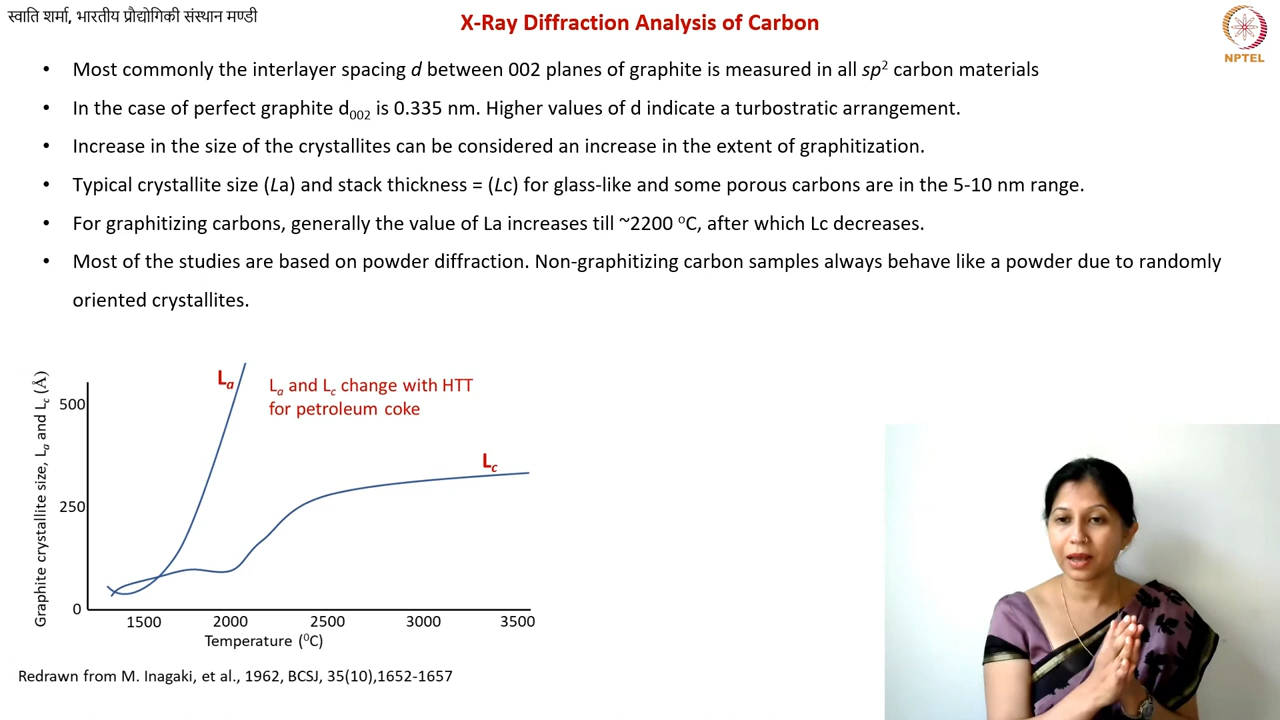 स्वाति शर्मा, भारतीय प्रौद्योगिकी संस्थान मण्डी
X-Ray Diffraction Analysis of Carbon
NPTEL
• Most commonly the interlayer spacing d between 002 planes of graphite is measured in all sp² carbon materials
• In the case of perfect graphite d₀₀₂ is 0.335 nm. Higher values of d indicate a turbostratic arrangement.
• Increase in the size of the crystallites can be considered an increase in the extent of graphitization.
• Typical crystallite size (La) and stack thickness = (Lc) for glass-like and some porous carbons are in the 5-10 nm range.
• For graphitizing carbons, generally the value of La increases till ~2200 ᵒC, after which Lc decreases.
• Most of the studies are based on powder diffraction. Non-graphitizing carbon samples always behave like a powder due to randomly
oriented crystallites.
Graphite crystallite size, Lₐ and L꜀ (Å)
500
250
0
Lₐ
Lₐ and L꜀ change with HTT
for petroleum coke
L꜀
1500 2000 2500 3000 3500
Temperature (⁰C)
Redrawn from M. Inagaki, et al., 1962, BCSJ, 35(10),1652-1657